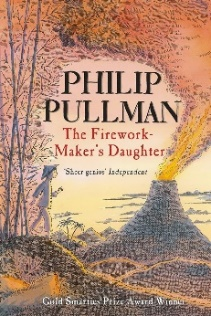 PHILIP
PULLMAN
The Firework-
Maker's Daughter
'Sheer genius' Independent
Gold Smarties Prize Award Winner